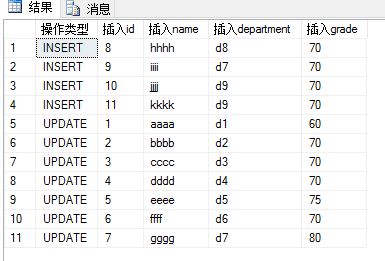 结果 消息
操作类型 插入id 插入name 插入department 插入grade
1 INSERT 8 hhhh d8 70
2 INSERT 9 iiii d7 70
3 INSERT 10 jjjj d9 70
4 INSERT 11 kkkk d9 70
5 UPDATE 1 aaaa d1 60
6 UPDATE 2 bbbb d2 70
7 UPDATE 3 cccc d3 70
8 UPDATE 4 dddd d4 70
9 UPDATE 5 eeee d5 75
10 UPDATE 6 ffff d6 70
11 UPDATE 7 gggg d7 80